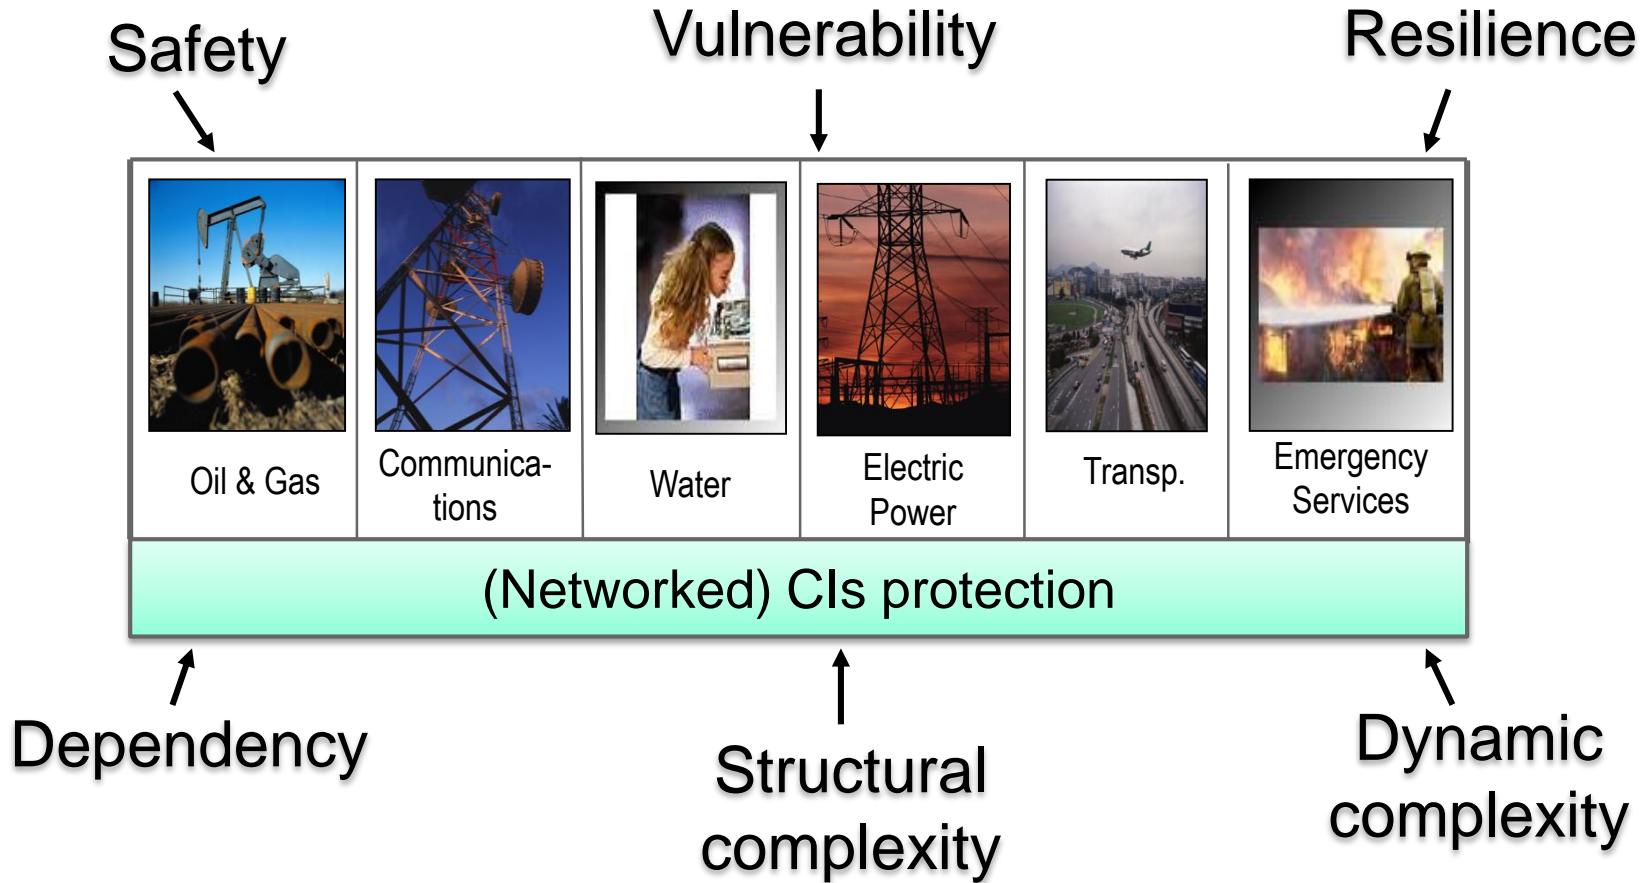 Safety
Vulnerability
Resilience
Oil & Gas
Communica-
tions
Water
Electric
Power
Transp.
Emergency
Services
(Networked) CIs protection
Dependency
Structural
complexity
Dynamic
complexity